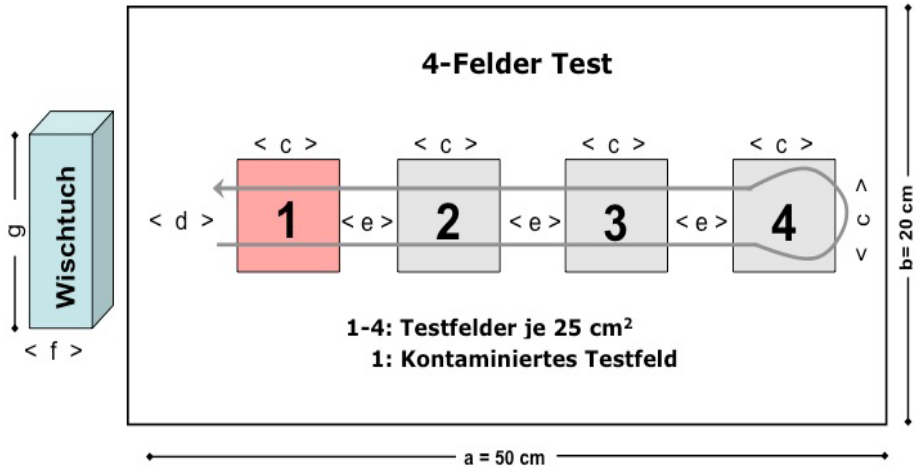 4-Felder Test
< c > < c > < c > < c >
1 2 3 4
< d > < e > < e > < e > < c >
Wischtuch
g
< f >
1-4: Testfelder je 25 cm²
1: Kontaminiertes Testfeld
b= 20 cm
a = 50 cm